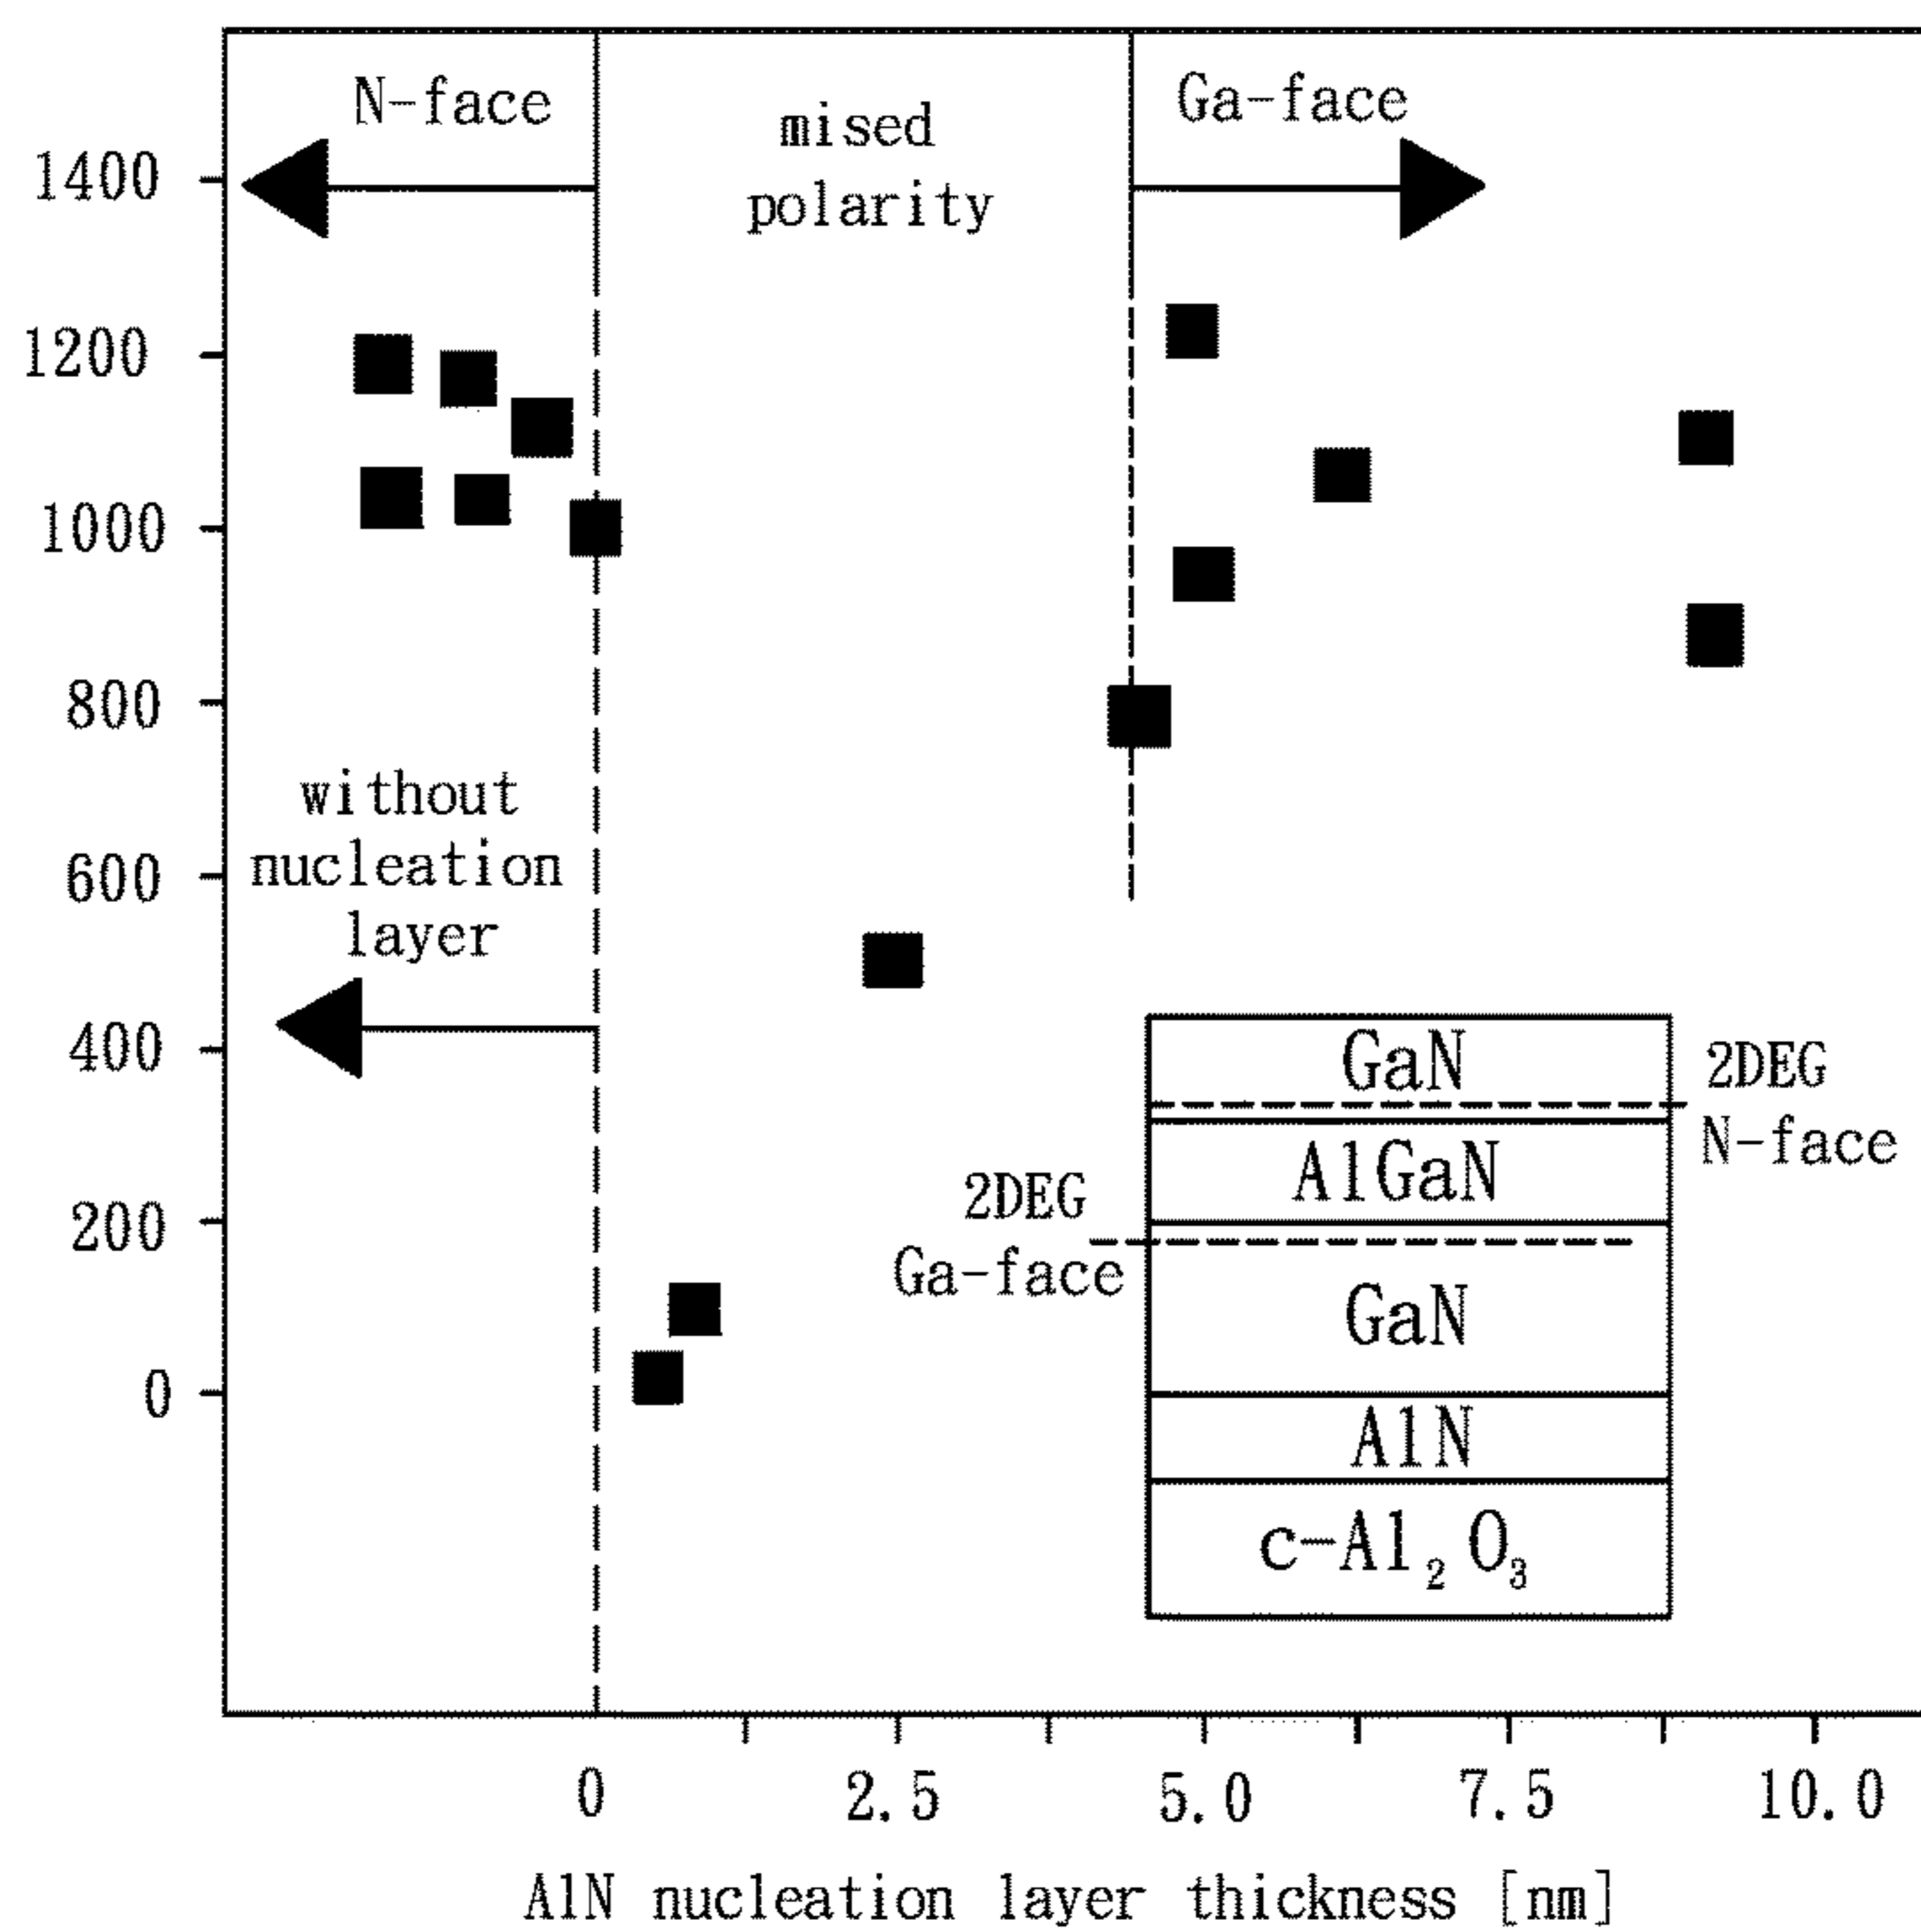 N-face
mised
polarity
Ga-face
1400
1200
1000
800
600
400
200
0
without
nucleation
layer
GaN
2DEG
N-face
AlGaN
2DEG
Ga-face
GaN
AlN
c-Al₂O₃
0
2.5
5.0
7.5
10.0
AlN nucleation layer thickness [nm]